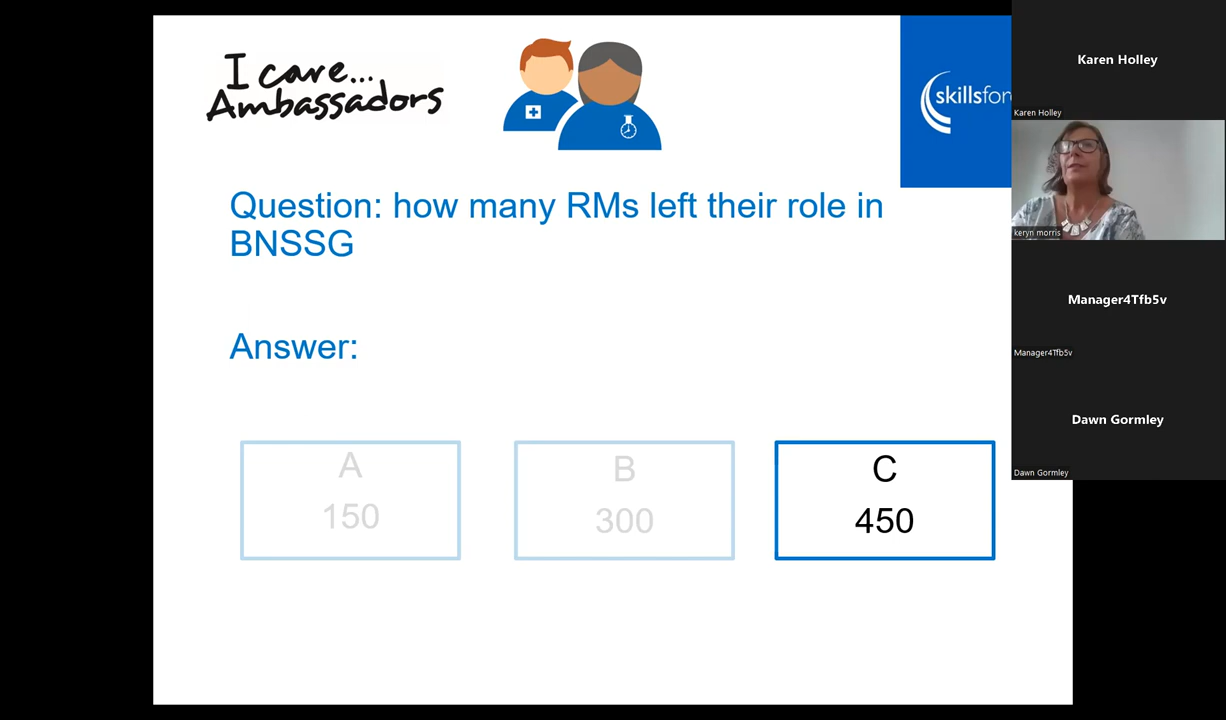 I care...
Ambassadors
skillsfor
Question: how many RMs left their role in
BNSSG
Answer:
A
150
B
300
C
450
Karen Holley
Karen Holley
keryn morris
Manager4Tfb5v
Manager4Tfb5v
Dawn Gormley
Dawn Gormley